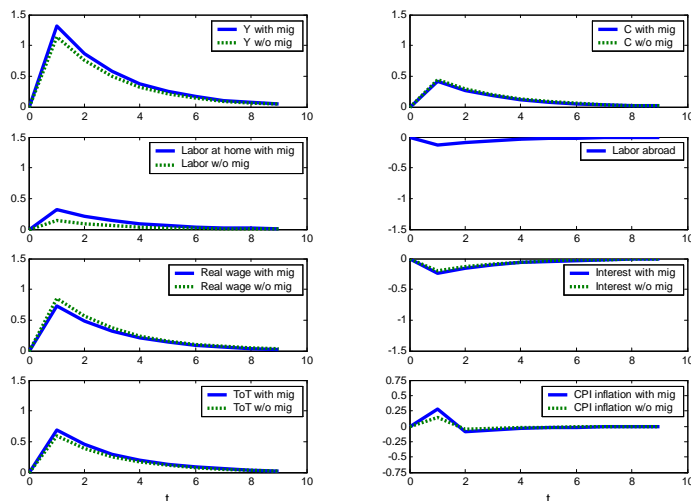 1.5
1
0.5
0
0 2 4 6 8 10
Y with mig
Y w/o mig
1.5
1
0.5
0
0 2 4 6 8 10
C with mig
C w/o mig
1.5
1
0.5
0
0 2 4 6 8 10
Labor at home with mig
Labor w/o mig
0
-0.5
-1
-1.5
0 2 4 6 8 10
Labor abroad
1.5
1
0.5
0
0 2 4 6 8 10
Real wage with mig
Real wage w/o mig
0
-0.5
-1
-1.5
0 2 4 6 8 10
Interest with mig
Interest w/o mig
1.5
1
0.5
0
0 2 4 6 8 10
t
ToT with mig
ToT w/o mig
0.75
0.5
0.25
0
-0.25
-0.5
-0.75
0 2 4 6 8 10
t
CPI inflation with mig
CPI inflation w/o mig